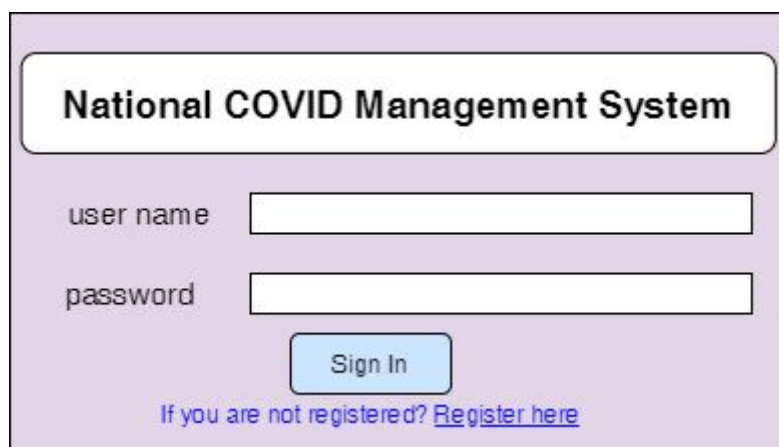 National COVID Management System
user name
password
Sign In
If you are not registered? Register here